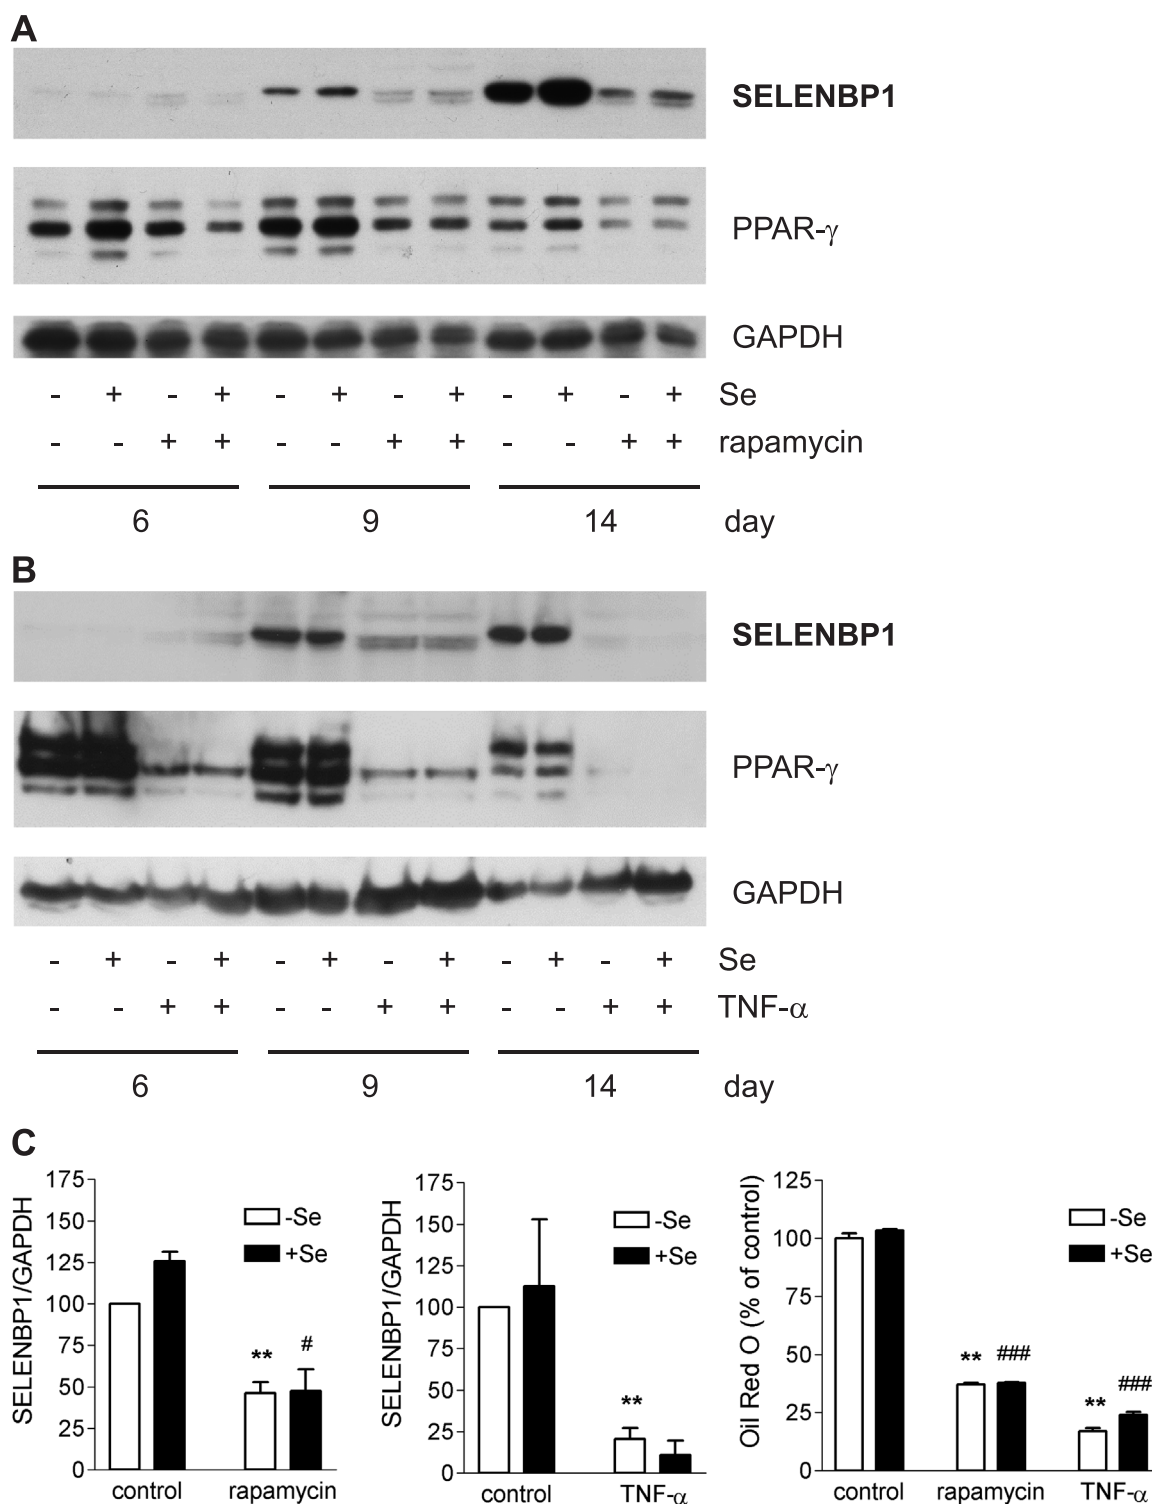 A
SELENBP1
PPAR-γ
GAPDH
- + - + - + - + - + - + Se
- - + + - - + + - - + + rapamycin
6 9 14 day
B
SELENBP1
PPAR-γ
GAPDH
- + - + - + - + - + - + Se
- - + + - - + + - - + + TNF-α
6 9 14 day
C
SELENBP1/GAPDH
175
150
125
100
75
50
25
0
-Se
+Se
** #
control rapamycin
SELENBP1/GAPDH
175
150
125
100
75
50
25
0
-Se
+Se
**
control TNF-α
Oil Red O (% of control)
125
100
75
50
25
0
-Se
+Se
** ###
** ###
control rapamycin TNF-α